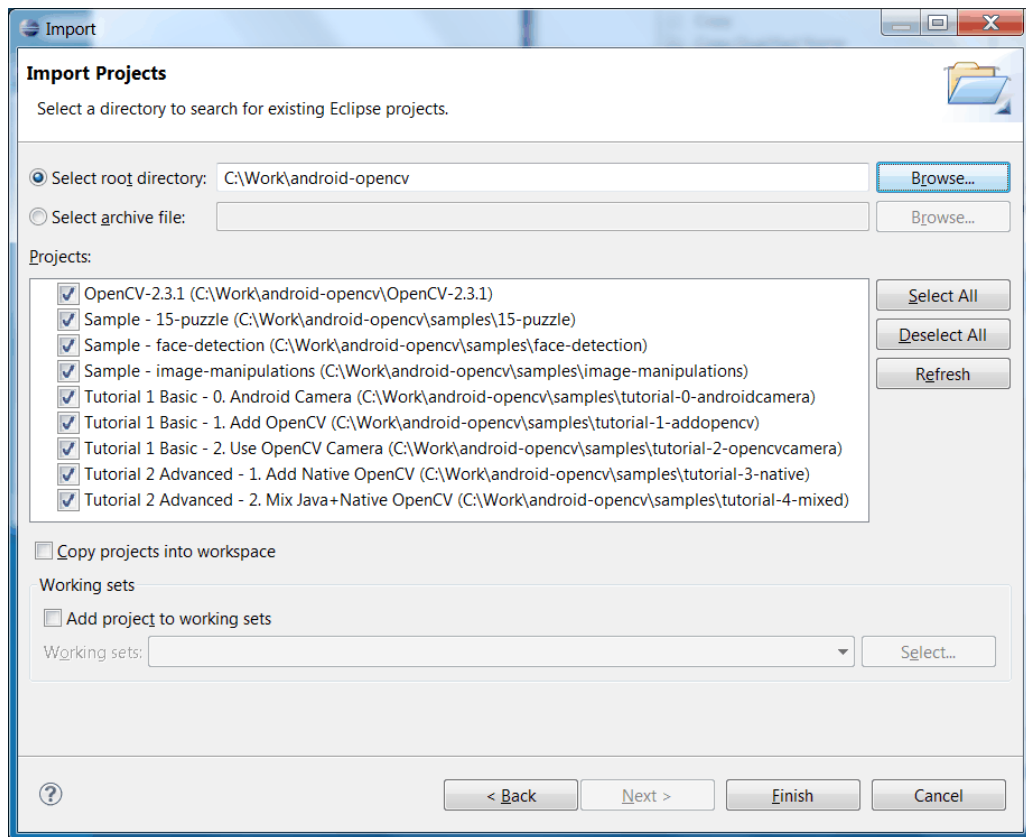 Import
Import Projects
Select a directory to search for existing Eclipse projects.
Select root directory: C:\Work\android-opencv Browse...
Select archive file: Browse...
Projects:
OpenCV-2.3.1 (C:\Work\android-opencv\OpenCV-2.3.1)
Sample - 15-puzzle (C:\Work\android-opencv\samples\15-puzzle)
Sample - face-detection (C:\Work\android-opencv\samples\face-detection)
Sample - image-manipulations (C:\Work\android-opencv\samples\image-manipulations)
Tutorial 1 Basic - 0. Android Camera (C:\Work\android-opencv\samples\tutorial-0-androidcamera)
Tutorial 1 Basic - 1. Add OpenCV (C:\Work\android-opencv\samples\tutorial-1-addopencv)
Tutorial 1 Basic - 2. Use OpenCV Camera (C:\Work\android-opencv\samples\tutorial-2-opencvcamera)
Tutorial 2 Advanced - 1. Add Native OpenCV (C:\Work\android-opencv\samples\tutorial-3-native)
Tutorial 2 Advanced - 2. Mix Java+Native OpenCV (C:\Work\android-opencv\samples\tutorial-4-mixed)
Select All
Deselect All
Refresh
Copy projects into workspace
Working sets
Add project to working sets
Working sets: Select...
? < Back Next > Finish Cancel